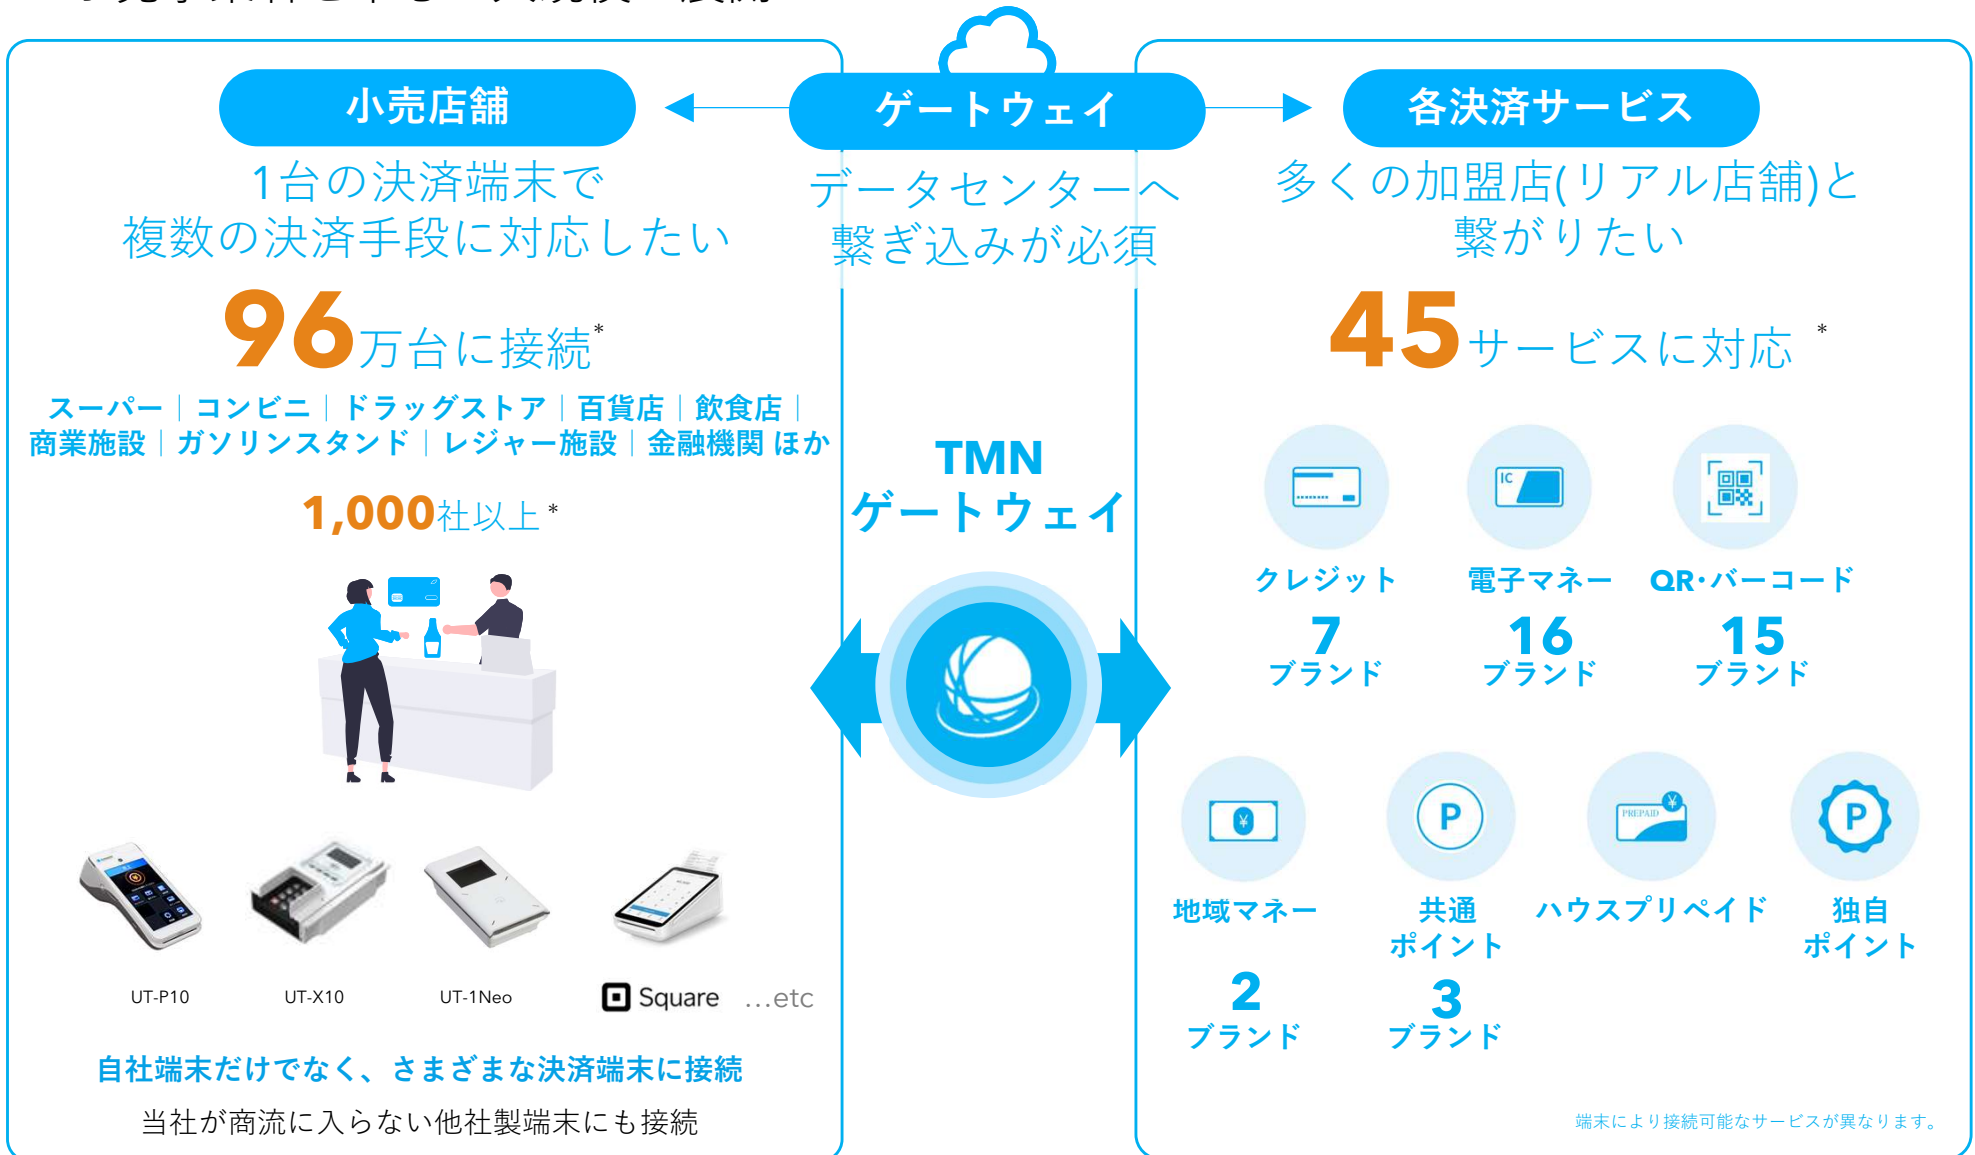 小売店舗
ゲートウェイ
各決済サービス
1台の決済端末で
複数の決済手段に対応したい
データセンターへ
繋ぎ込みが必須
多くの加盟店(リアル店舗)と
繋がりたい
96万台に接続*
45サービスに対応 *
スーパー｜コンビニ｜ドラッグストア｜百貨店｜飲食店｜
商業施設｜ガソリンスタンド｜レジャー施設｜金融機関 ほか
1,000社以上*
TMN
ゲートウェイ
IC
クレジット
7
ブランド
電子マネー
16
ブランド
QR･バーコード
15
ブランド
¥
P
PREPAID
¥
P
地域マネー
2
ブランド
共通
ポイント
3
ブランド
ハウスプリペイド
独自
ポイント
UT-P10
UT-X10
UT-1Neo
Square
...etc
自社端末だけでなく、さまざまな決済端末に接続
当社が商流に入らない他社製端末にも接続
端末により接続可能なサービスが異なります。